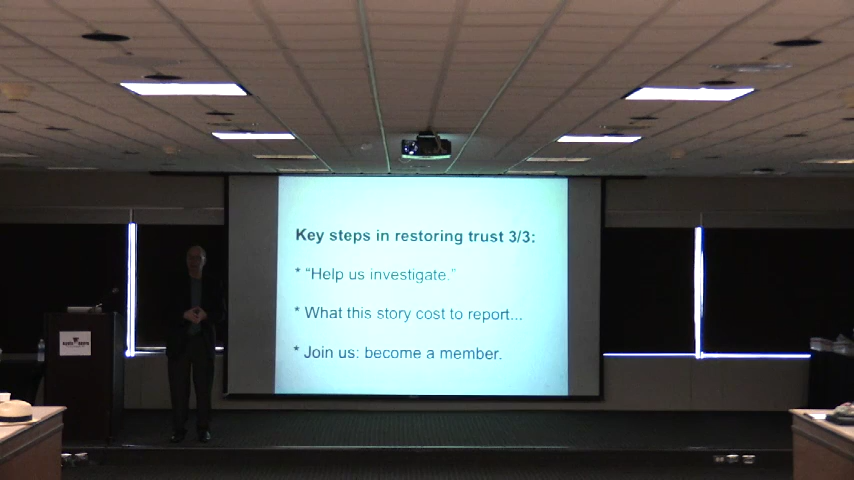 Key steps in restoring trust 3/3:
* “Help us investigate.”
* What this story cost to report...
* Join us: become a member.